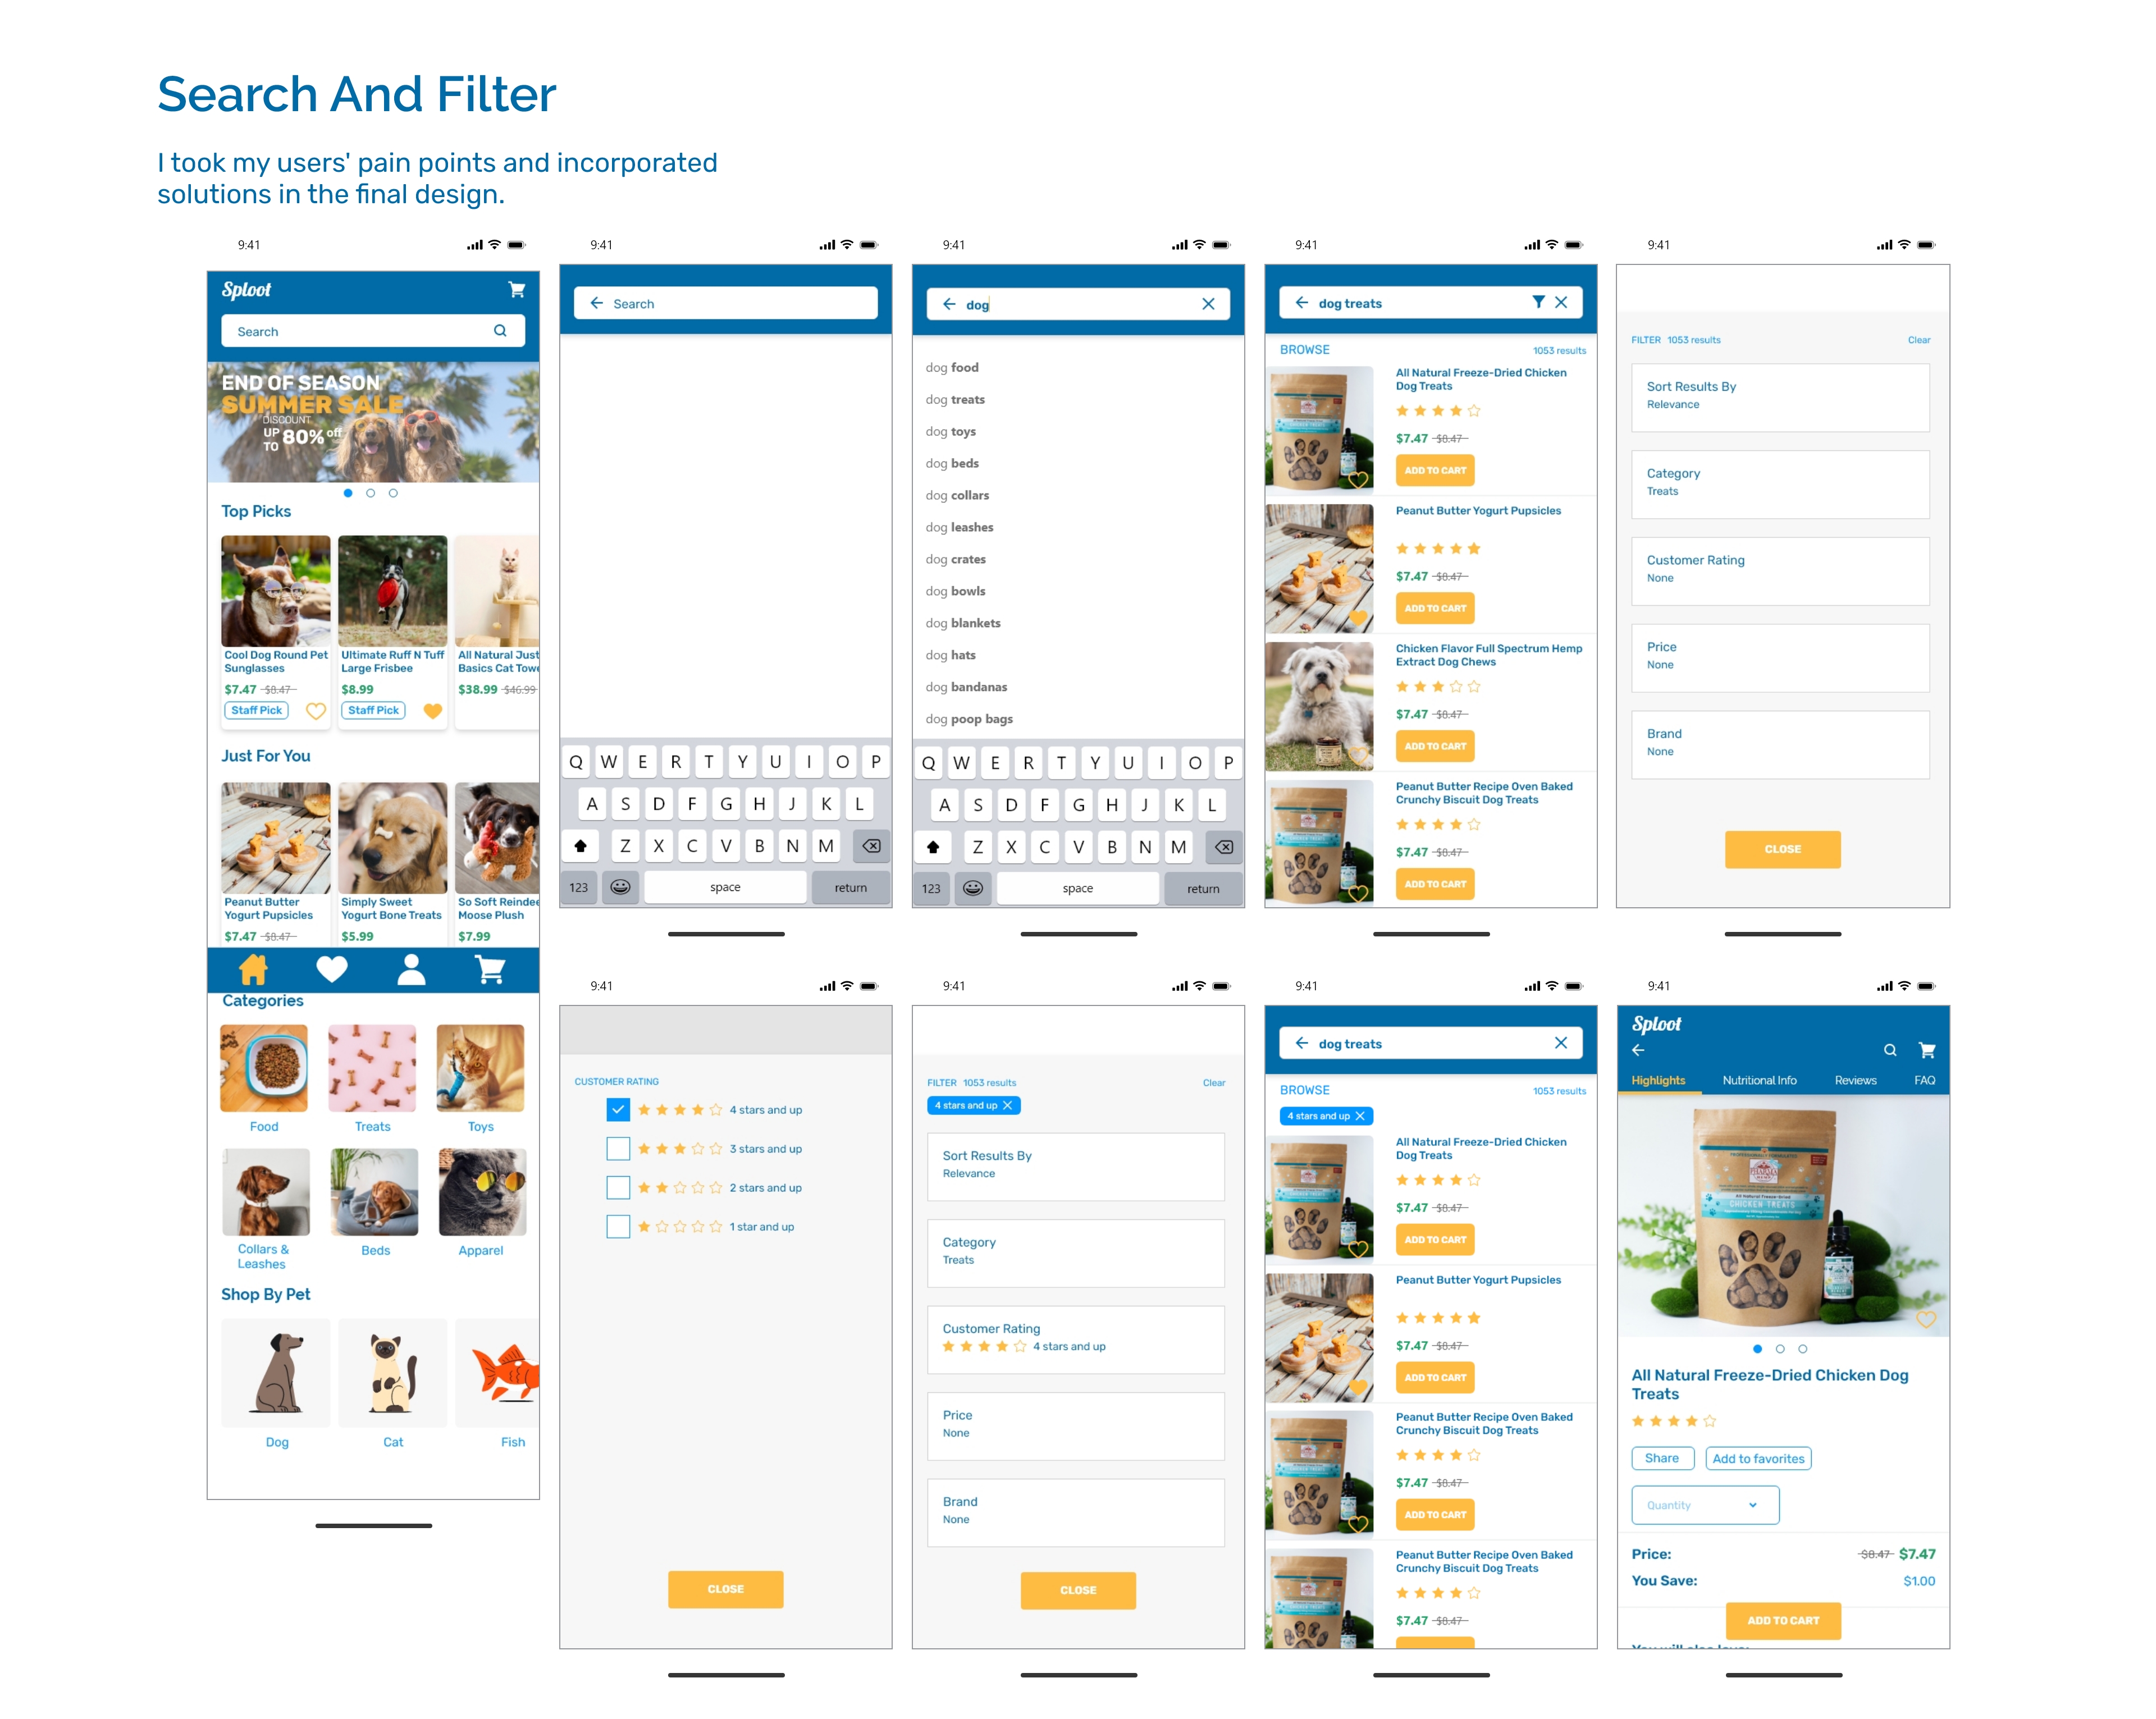 Search And Filter
I took my users' pain points and incorporated
solutions in the final design.
9:41
Sploot
Search
END OF SEASON
SUMMER SALE
DISCOUNT
UP TO 80% off
Top Picks
Cool Dog Round Pet
Sunglasses
$7.47 $8.47
Staff Pick
Ultimate Ruff N Tuff
Large Frisbee
$8.99
Staff Pick
All Natural Just
Basics Cat Towe
$38.99 $46.99
Just For You
Peanut Butter
Yogurt Pupsicles
$7.47 $8.47
Simply Sweet
Yogurt Bone Treats
$5.99
So Soft Reindee
Moose Plush
$7.99
Categories
Food
Treats
Toys
Collars &
Leashes
Beds
Apparel
Shop By Pet
Dog
Cat
Fish
9:41
Search
Q W E R T Y U I O P
A S D F G H J K L
Z X C V B N M
123 space return
9:41
dog
dog food
dog treats
dog toys
dog beds
dog collars
dog leashes
dog crates
dog bowls
dog blankets
dog hats
dog bandanas
dog poop bags
Q W E R T Y U I O P
A S D F G H J K L
Z X C V B N M
123 space return
9:41
dog treats
BROWSE 1053 results
All Natural Freeze-Dried Chicken
Dog Treats
$7.47 $8.47
ADD TO CART
Peanut Butter Yogurt Pupsicles
$7.47 $8.47
ADD TO CART
Chicken Flavor Full Spectrum Hemp
Extract Dog Chews
$7.47 $8.47
ADD TO CART
Peanut Butter Recipe Oven Baked
Crunchy Biscuit Dog Treats
$7.47 $8.47
ADD TO CART
9:41
FILTER 1053 results Clear
Sort Results By
Relevance
Category
Treats
Customer Rating
None
Price
None
Brand
None
CLOSE
9:41
CUSTOMER RATING
4 stars and up
3 stars and up
2 stars and up
1 star and up
CLOSE
9:41
FILTER 1053 results Clear
4 stars and up
Sort Results By
Relevance
Category
Treats
Customer Rating
4 stars and up
Price
None
Brand
None
CLOSE
9:41
dog treats
BROWSE 1053 results
4 stars and up
All Natural Freeze-Dried Chicken
Dog Treats
$7.47 $8.47
ADD TO CART
Peanut Butter Yogurt Pupsicles
$7.47 $8.47
ADD TO CART
Peanut Butter Recipe Oven Baked
Crunchy Biscuit Dog Treats
$7.47 $8.47
ADD TO CART
Peanut Butter Recipe Oven Baked
Crunchy Biscuit Dog Treats
$7.47 $8.47
9:41
Sploot
Highlights Nutritional Info Reviews FAQ
All Natural Freeze-Dried
CHICKEN TREATS
All Natural Freeze-Dried Chicken Dog
Treats
Share
Add to favorites
Quantity
Price: $8.47 $7.47
You Save: $1.00
ADD TO CART